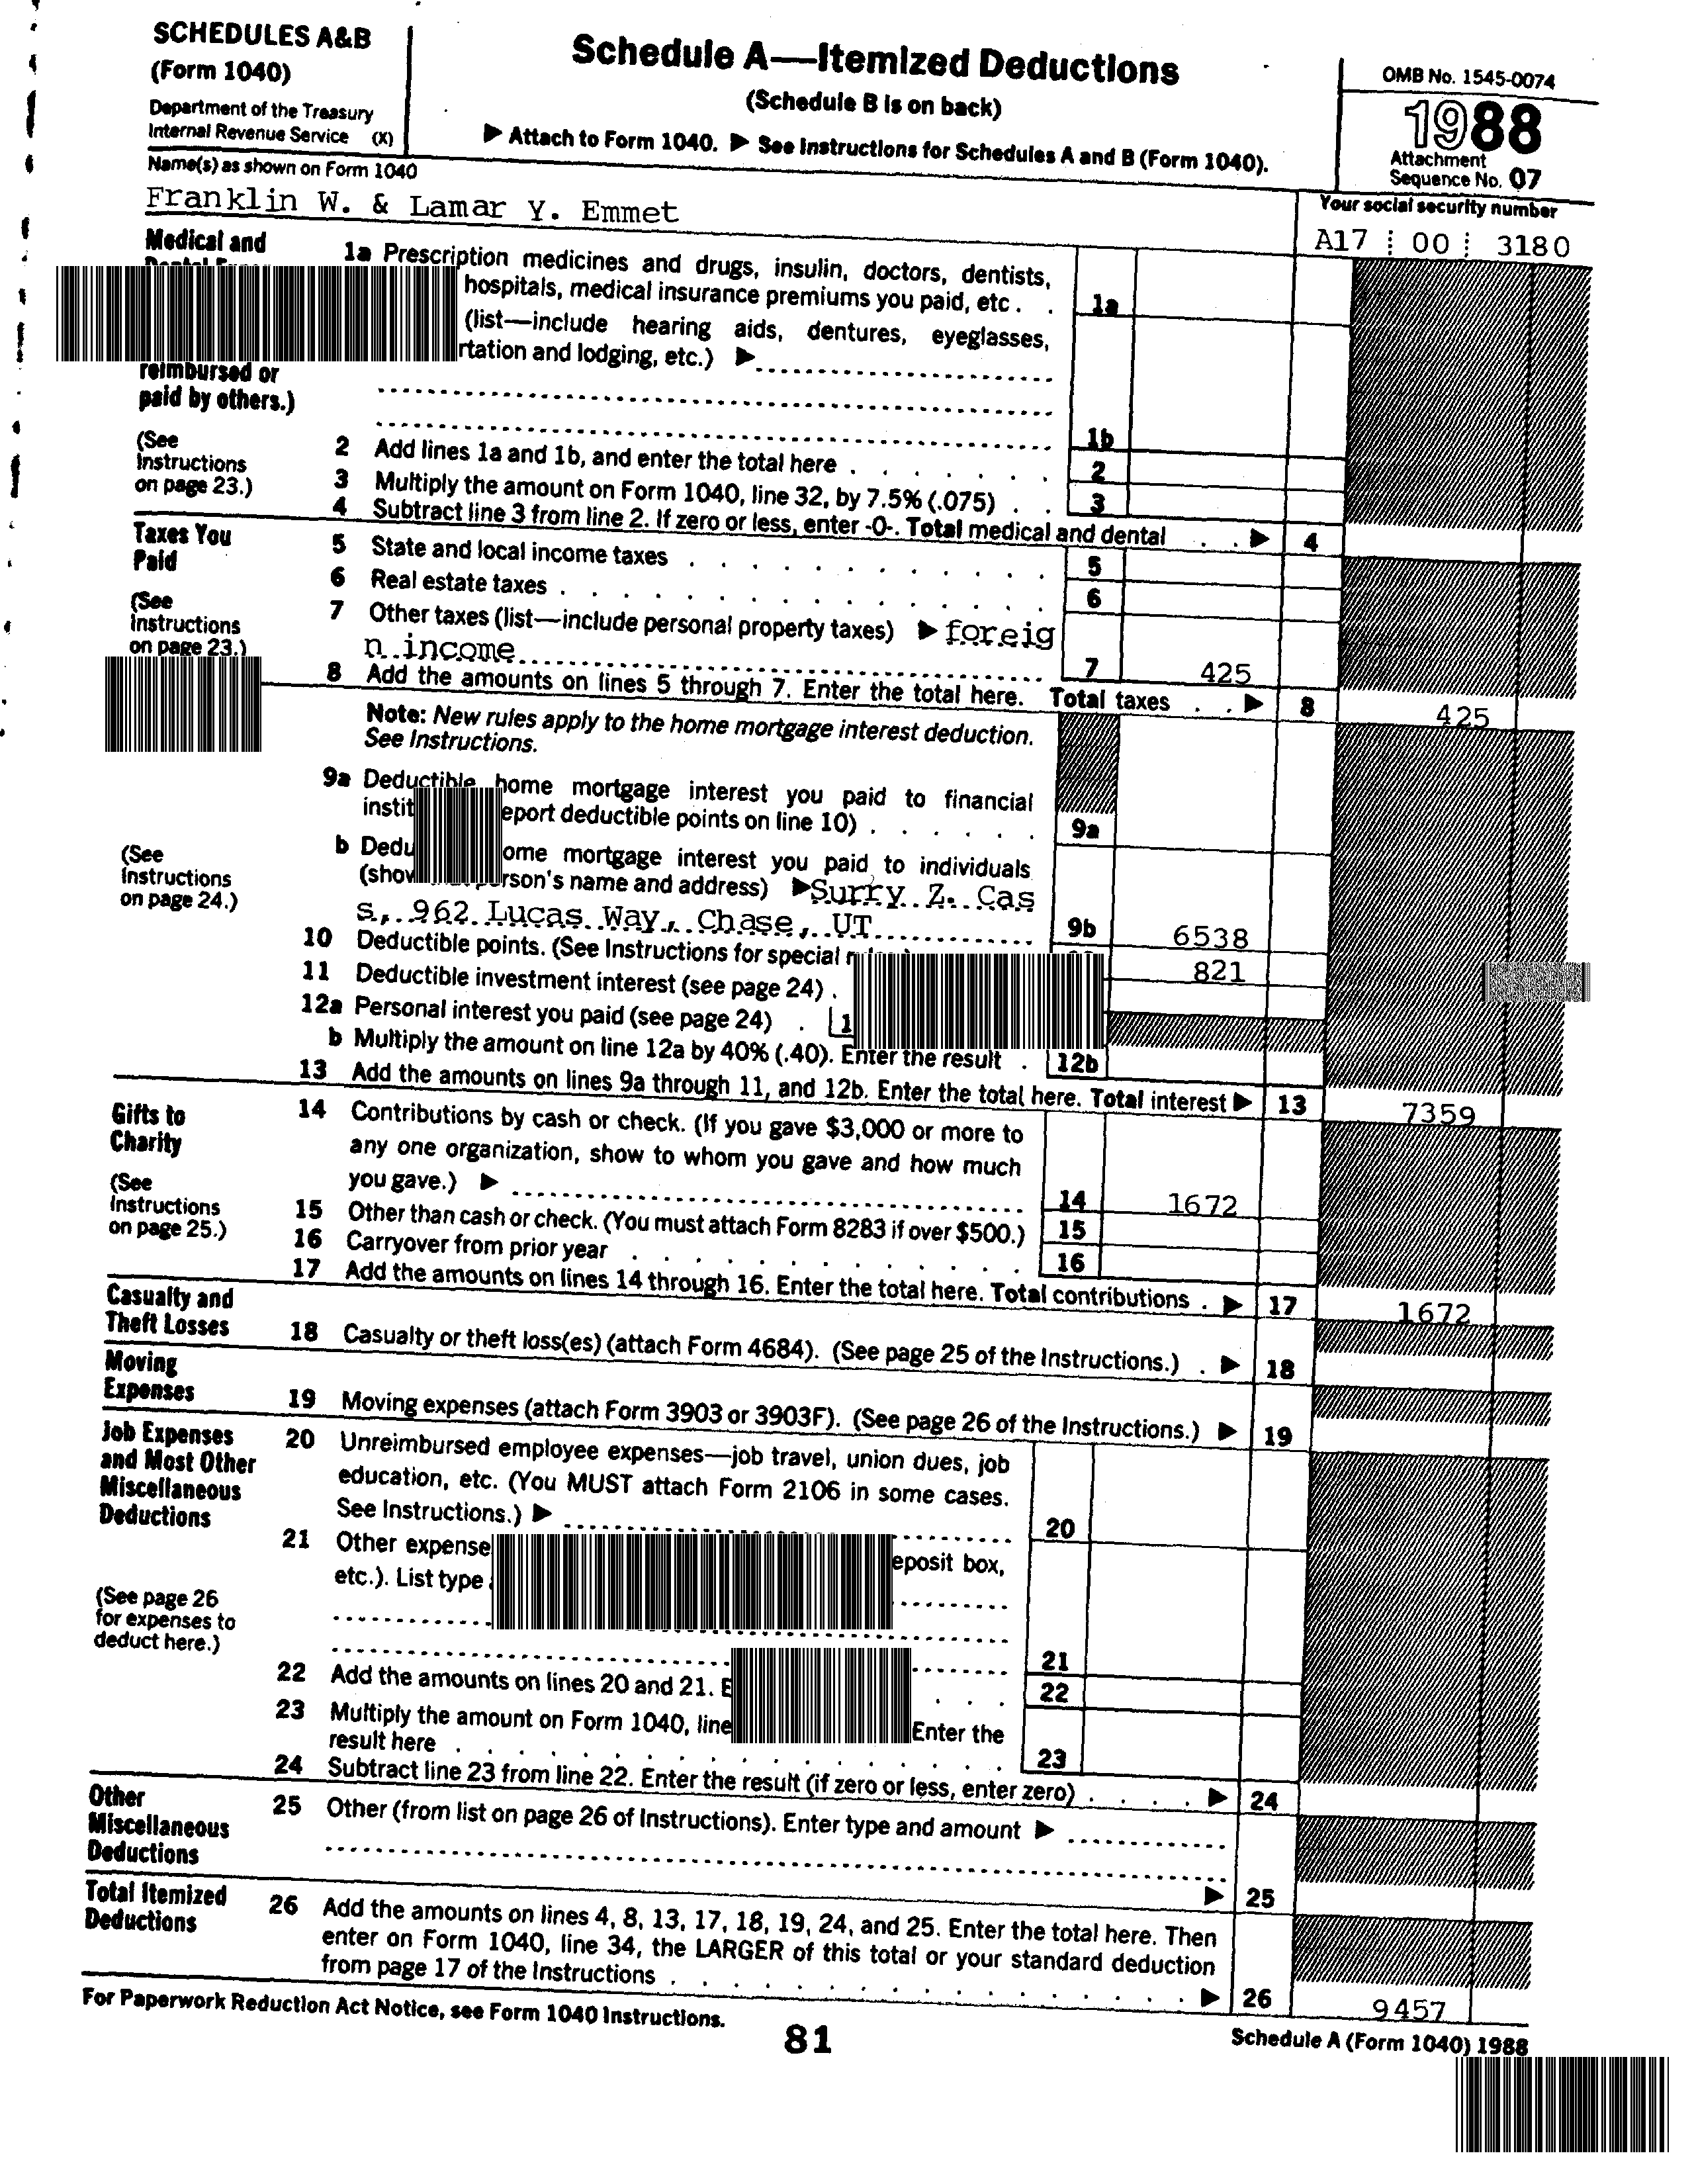 SCHEDULES A&B
(Form 1040)
Department of the Treasury
Internal Revenue Service (X)
Schedule A—Itemized Deductions
(Schedule B is on back)
▶ Attach to Form 1040. ▶ See Instructions for Schedules A and B (Form 1040).
OMB No. 1545-0074
1988
Attachment
Sequence No. 07
Name(s) as shown on Form 1040
Franklin W. & Lamar Y. Emmet
Your social security number
A17 00 3180
Medical and
1a Prescription medicines and drugs, insulin, doctors, dentists,
hospitals, medical insurance premiums you paid, etc . . 1a
(list—include hearing aids, dentures, eyeglasses,
and lodging, etc.) ▶
reimbursed or
paid by others.)
1b
(See
Instructions
on page 23.)
2 Add lines 1a and 1b, and enter the total here . . . . . . 2
3 Multiply the amount on Form 1040, line 32, by 7.5% (.075) . . 3
4 Subtract line 3 from line 2. If zero or less, enter -0-. Total medical and dental . . ▶ 4
Taxes You
Paid
(See
Instructions
on page 23.)
5 State and local income taxes . . . . . . . . . . . . 5
6 Real estate taxes . . . . . . . . . . . . . . . . 6
7 Other taxes (list—include personal property taxes) ▶ foreig
n income 7 425
8 Add the amounts on lines 5 through 7. Enter the total here. Total taxes . . ▶ 8 425
Note: New rules apply to the home mortgage interest deduction.
See Instructions.
9a Deductible home mortgage interest you paid to financial
report deductible points on line 10) . . . . . . 9a
(See
Instructions
on page 24.)
b home mortgage interest you paid to individuals
person's name and address) ▶ Surry Z. Cas
s, 962 Lucas Way, Chase, UT 9b 6538
10 Deductible points. (See Instructions for special 821
11 Deductible investment interest (see page 24) .
12a Personal interest you paid (see page 24) .
b Multiply the amount on line 12a by 40% (.40). Enter the result . 12b
13 Add the amounts on lines 9a through 11, and 12b. Enter the total here. Total interest ▶ 13 7359
Gifts to
Charity
(See
Instructions
on page 25.)
14 Contributions by cash or check. (If you gave $3,000 or more to
any one organization, show to whom you gave and how much
you gave.) ▶ 14 1672
15 Other than cash or check. (You must attach Form 8283 if over $500.) 15
16 Carryover from prior year . . . . . . . . . . . . 16
17 Add the amounts on lines 14 through 16. Enter the total here. Total contributions . ▶ 17 1672
Casualty and
Theft Losses
18 Casualty or theft loss(es) (attach Form 4684). (See page 25 of the Instructions.) . ▶ 18
Moving
Expenses
19 Moving expenses (attach Form 3903 or 3903F). (See page 26 of the Instructions.) ▶ 19
Job Expenses
and Most Other
Miscellaneous
Deductions
(See page 26
for expenses to
deduct here.)
20 Unreimbursed employee expenses—job travel, union dues, job
education, etc. (You MUST attach Form 2106 in some cases.
See Instructions.) ▶ 20
21 Other deposit box,
etc.). List type
21
22 Add the amounts on lines 20 and 21. . . . 22
23 Multiply the amount on Form 1040, line Enter the
result here . . . . . . . . . . . . . . . . . . 23
24 Subtract line 23 from line 22. Enter the result (if zero or less, enter zero) . . . . ▶ 24
Other
Miscellaneous
Deductions
25 Other (from list on page 26 of Instructions). Enter type and amount ▶
▶ 25
Total Itemized
Deductions
26 Add the amounts on lines 4, 8, 13, 17, 18, 19, 24, and 25. Enter the total here. Then
enter on Form 1040, line 34, the LARGER of this total or your standard deduction
from page 17 of the Instructions . . . . . . . . . . . . . . . . . ▶ 26 9457
For Paperwork Reduction Act Notice, see Form 1040 Instructions.
81
Schedule A (Form 1040) 1988